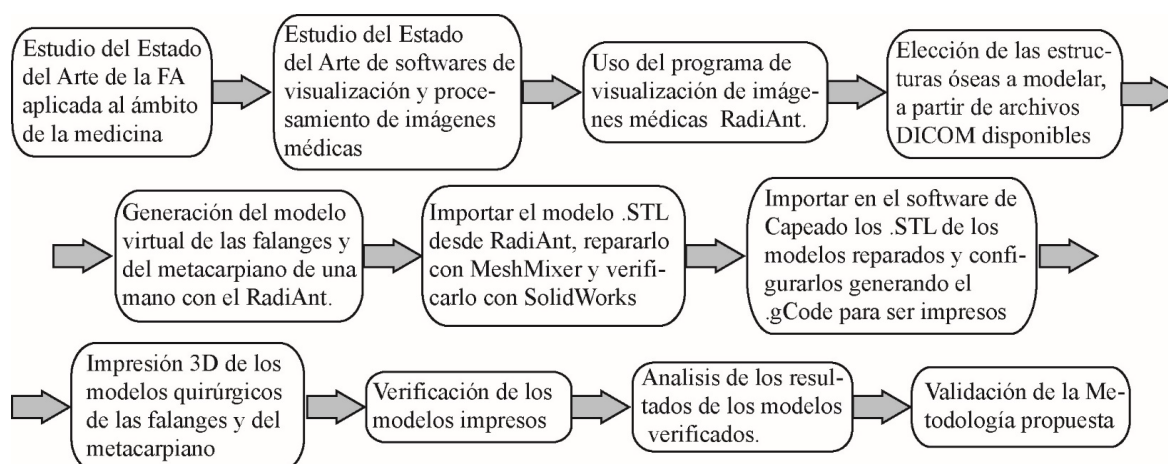 Estudio del Estado
del Arte de la FA
aplicada al ámbito
de la medicina
Estudio del Estado
del Arte de softwares de
visualización y proce-
samiento de imágenes
médicas
Uso del programa de
visualización de imáge-
nes médicas RadiAnt.
Elección de las estruc-
turas óseas a modelar,
a partir de archivos
DICOM disponibles
Generación del modelo
virtual de las falanges y
del metacarpiano de una
mano con el RadiAnt.
Importar el modelo .STL
desde RadiAnt, repararlo
con MeshMixer y verifi-
carlo con SolidWorks
Importar en el software de
Capeado los .STL de los
modelos reparados y confi-
gurarlos generando el
.gCode para ser impresos
Impresión 3D de los
modelos quirúrgicos
de las falanges y del
metacarpiano
Verificación de los
modelos impresos
Analisis de los resul-
tados de los modelos
verificados.
Validación de la Me-
todología propuesta